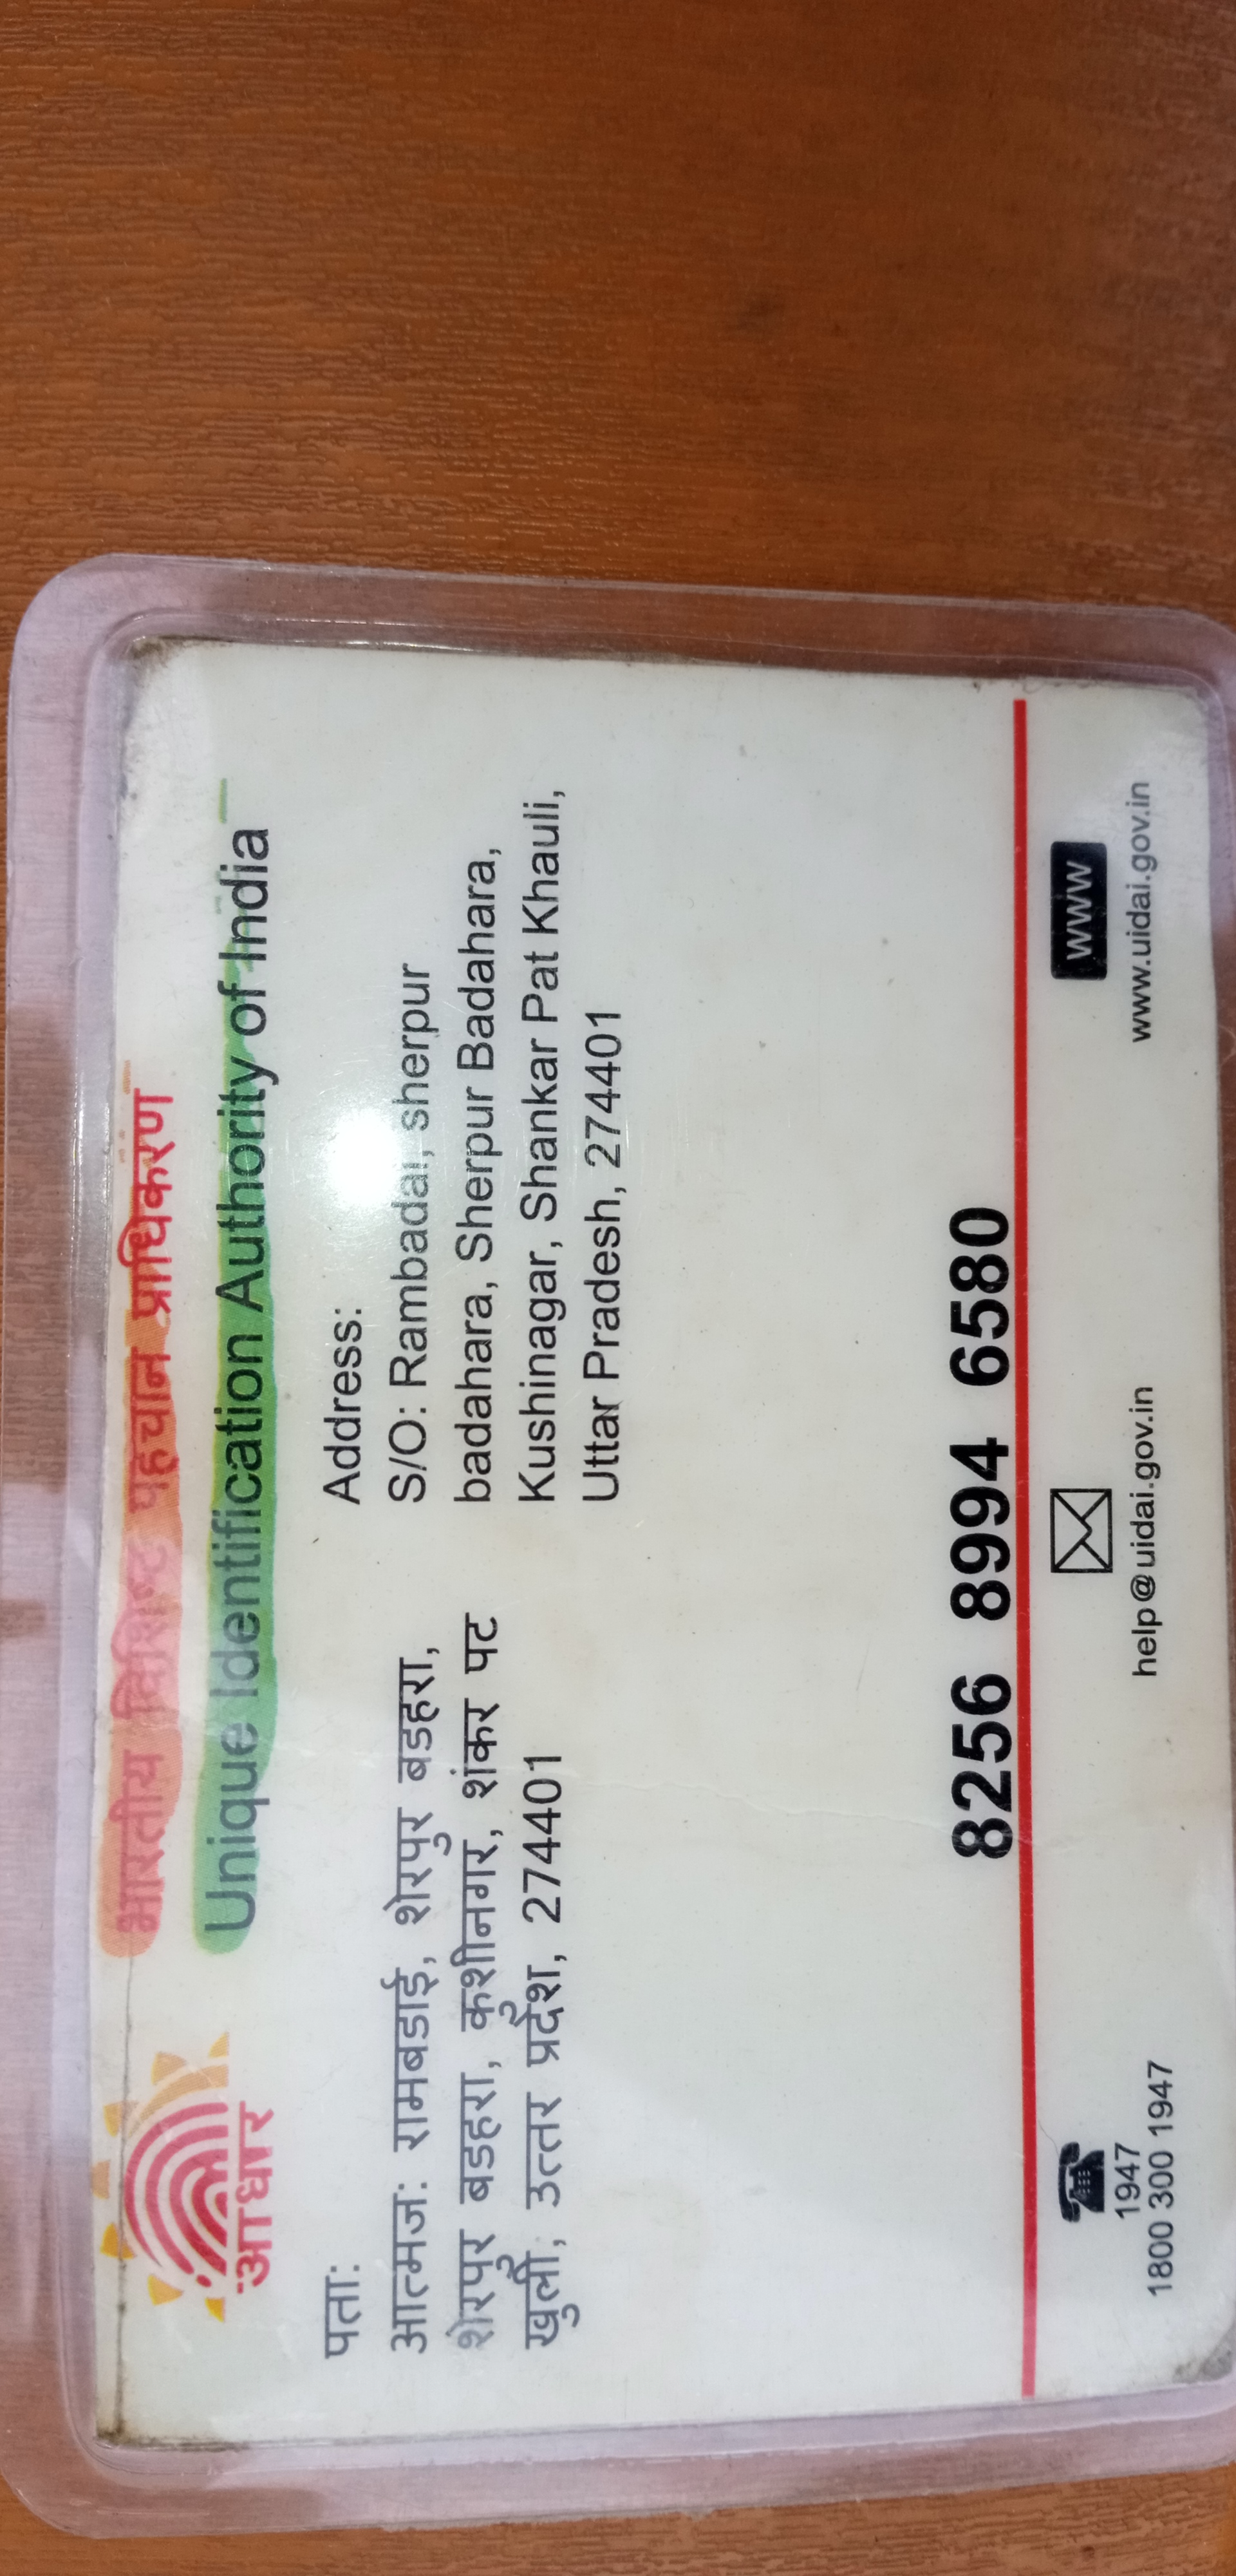 भारतीय विशिष्ट पहचान प्राधिकरण
Unique Identification Authority of India
आधार
पता:
आत्मज: रामबडाई, शेरपुर बडहरा,
शेरपुर बडहरा, कुशीनगर, शंकर पट
खुली, उत्तर प्रदेश, 274401
Address:
S/O: Rambadai, sherpur
badahara, Sherpur Badahara,
Kushinagar, Shankar Pat Khauli,
Uttar Pradesh, 274401
8256 8994 6580
1947
1800 300 1947
help@uidai.gov.in
www
www.uidai.gov.in